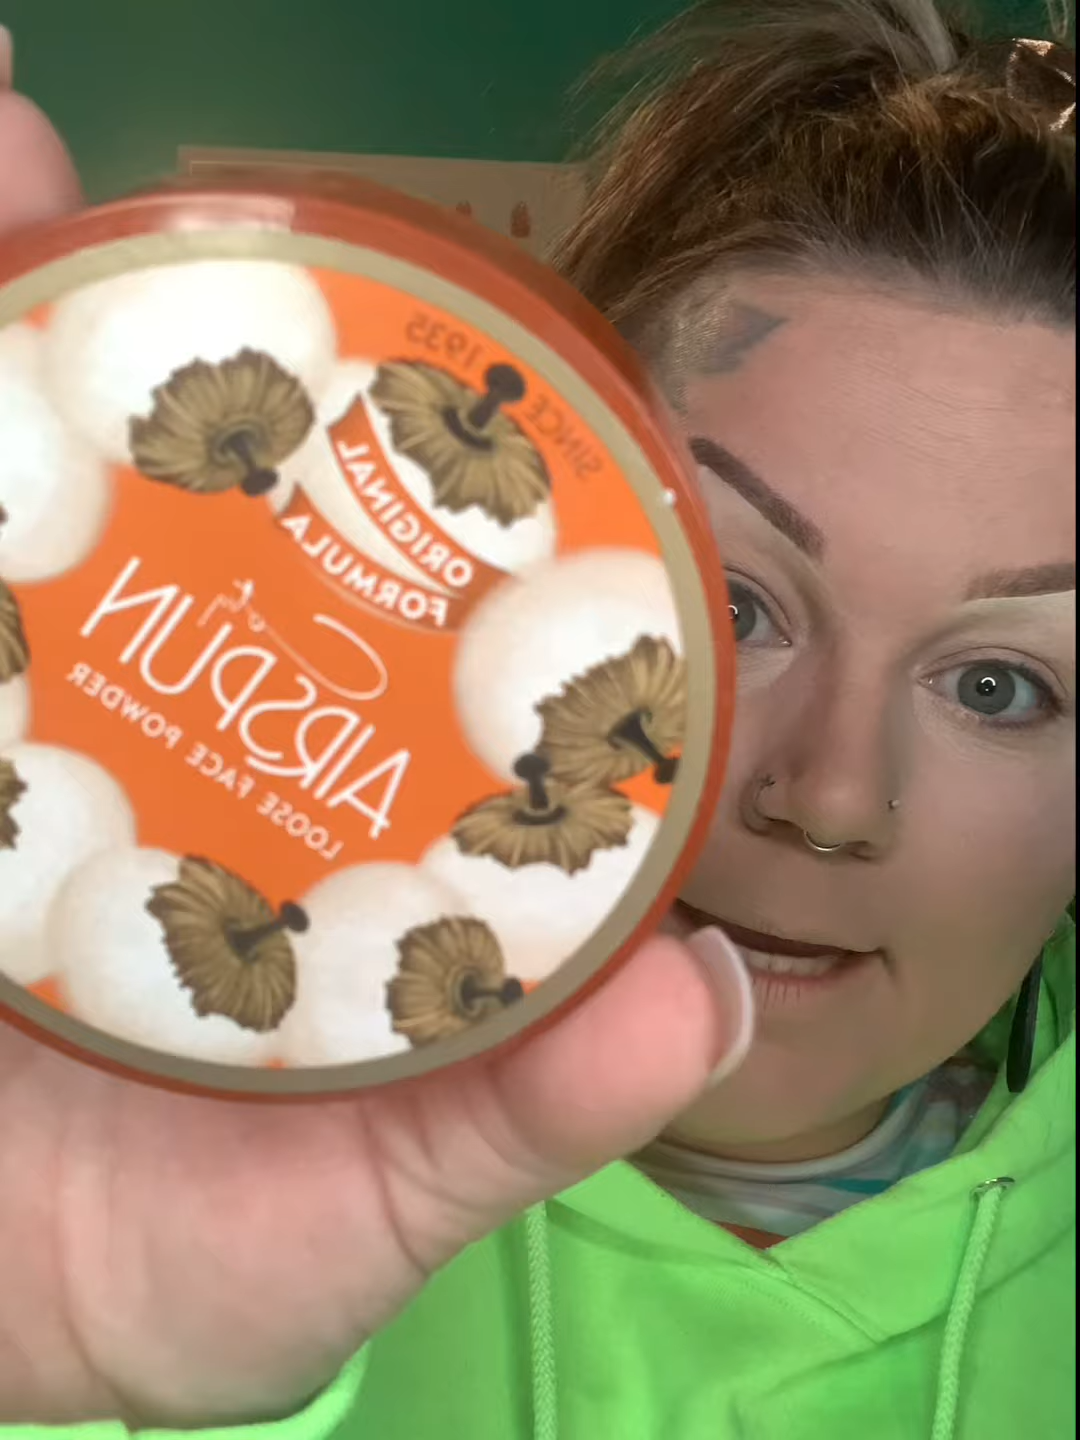 SINCE 1935
ORIGINAL
FORMULA
Coty
AIRSPUN
LOOSE FACE POWDER